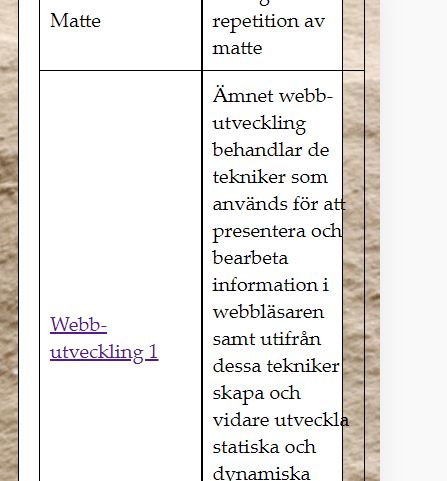 Matte
repetition av
matte
Webb-
utveckling 1
Ämnet webb-
utveckling
behandlar de
tekniker som
används för att
presentera och
bearbeta
information i
webbläsaren
samt utifrån
dessa tekniker
skapa och
vidare utveckla
statiska och
dynamiska